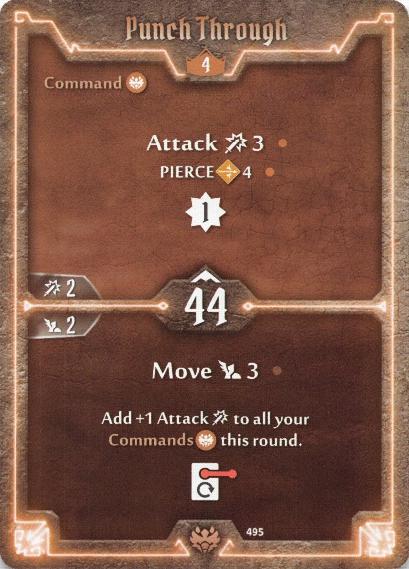 Punch Through
4
Command
Attack 3
PIERCE 4
1
2
44
2
Move 3
Add +1 Attack to all your
Commands this round.
495